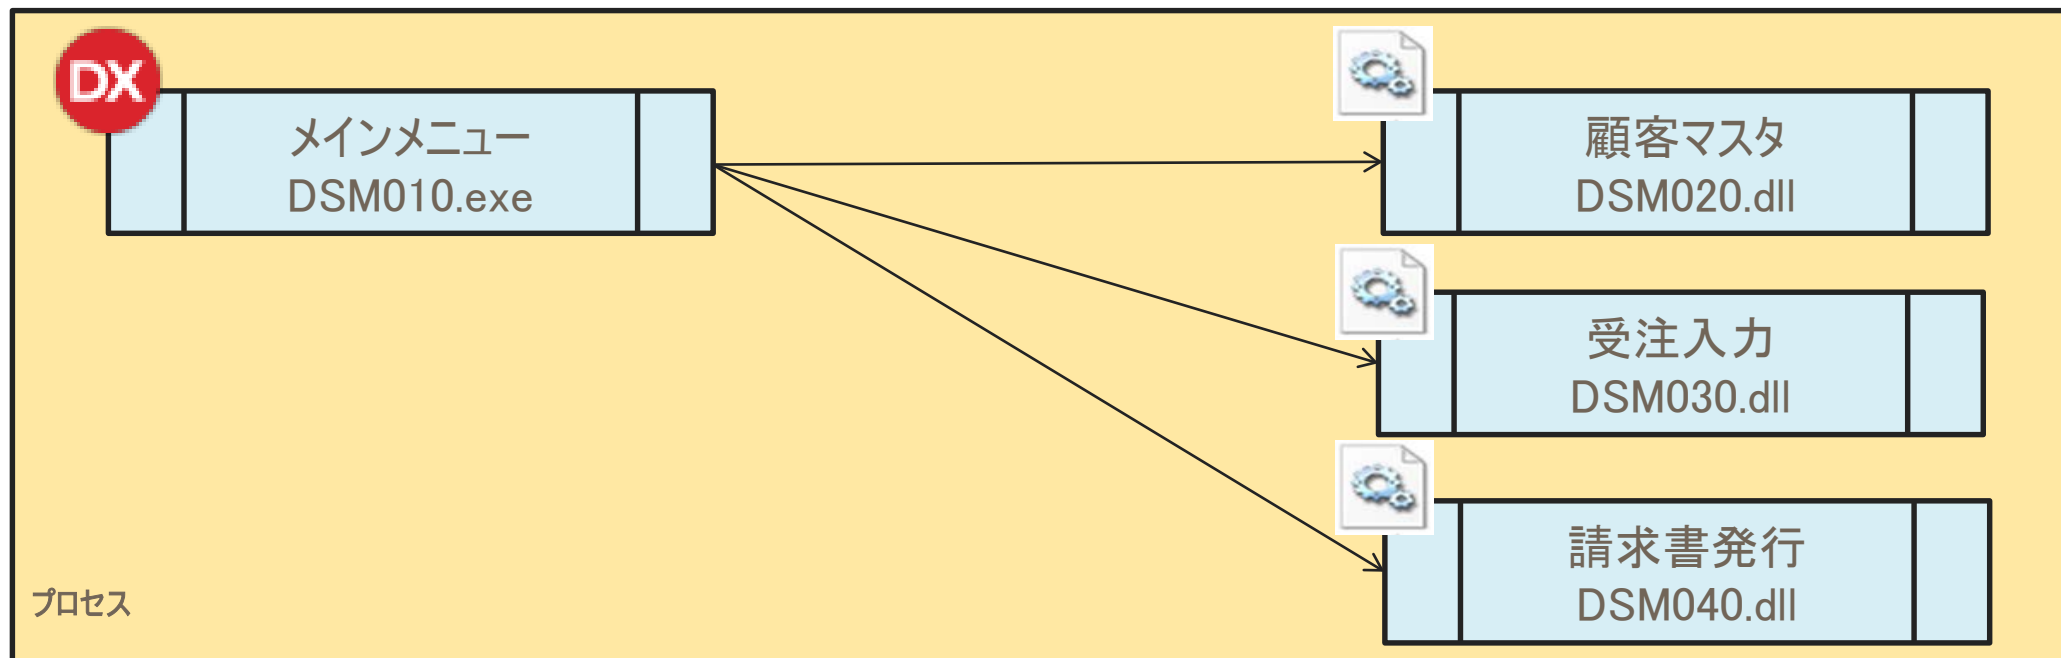 DX
メインメニュー
DSM010.exe
顧客マスタ
DSM020.dll
受注入力
DSM030.dll
請求書発行
DSM040.dll
プロセス